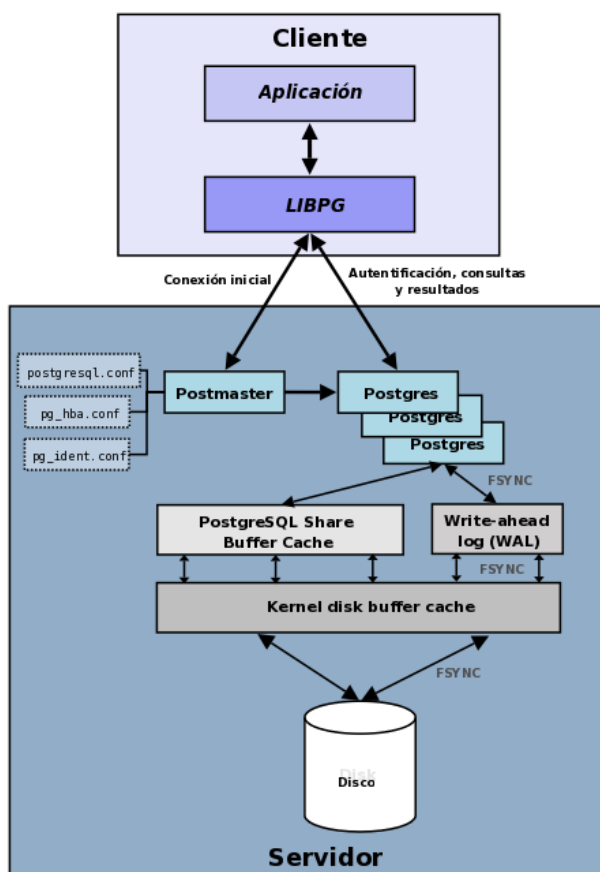 Cliente
Aplicación
LIBPG
Conexión inicial
Autentificación, consultas
y resultados
postgresql.conf
pg_hba.conf
pg_ident.conf
Postmaster
Postgres
Postgres
Postgres
FSYNC
PostgreSQL Share
Buffer Cache
Write-ahead
log (WAL)
FSYNC
Kernel disk buffer cache
FSYNC
Disk
Disco
Servidor